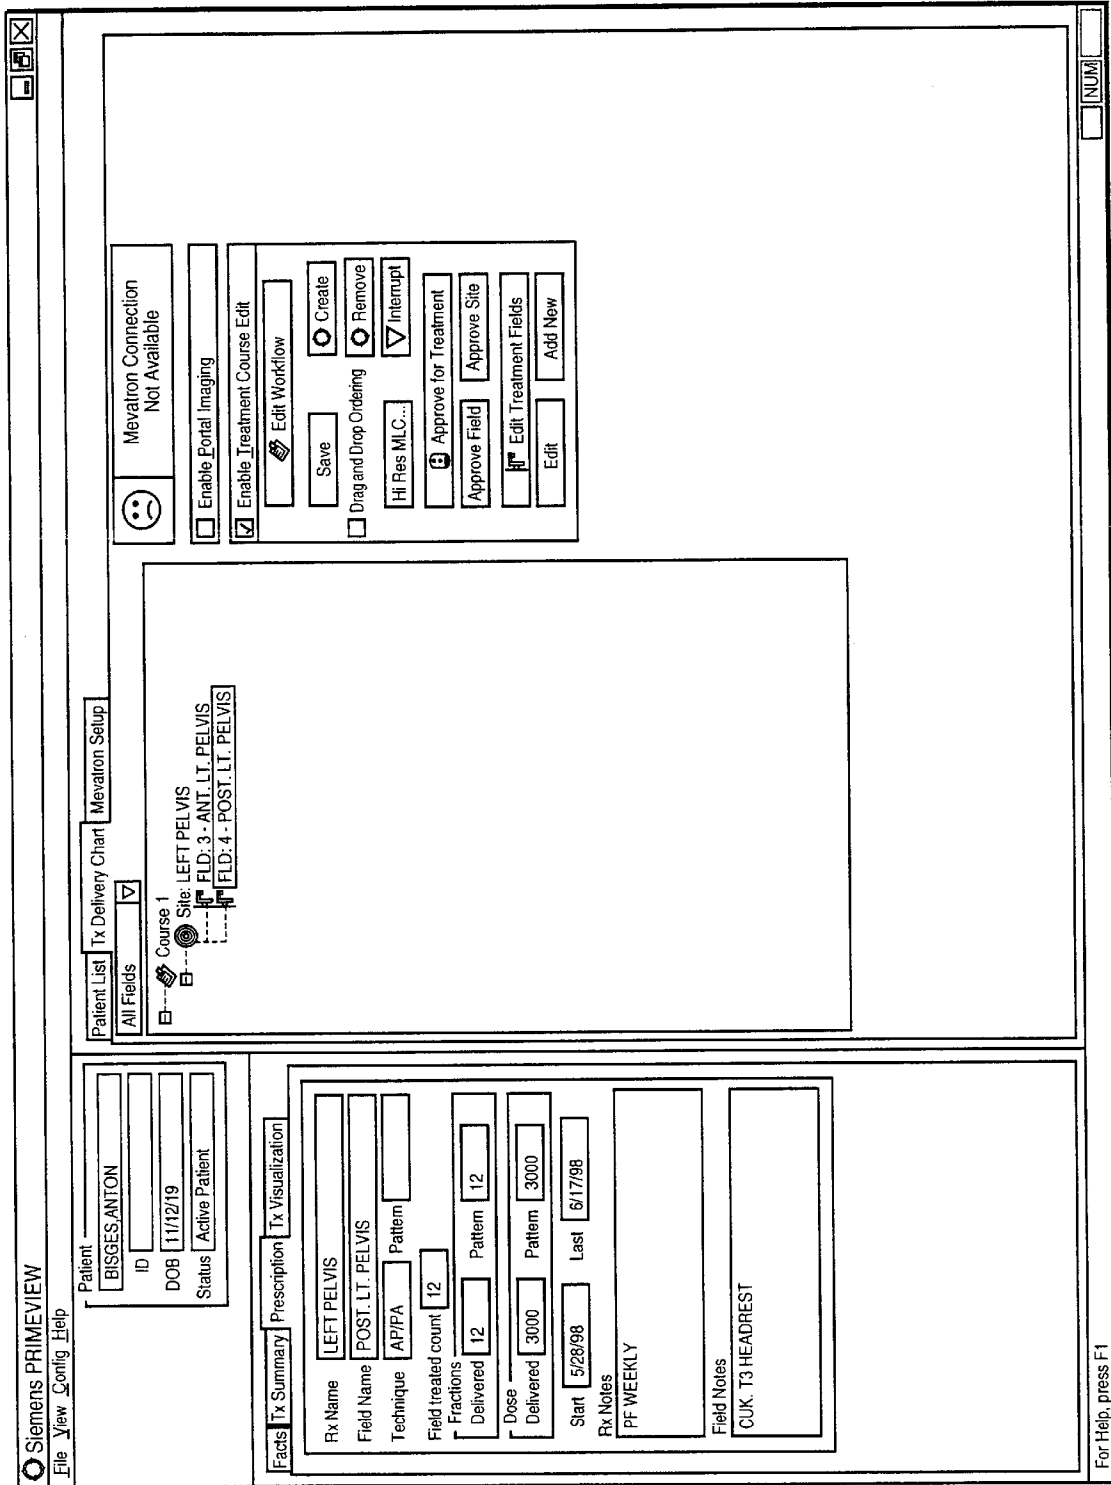 Siemens PRIMEVIEW
File View Config Help
Patient
BISGES,ANTON
ID
DOB 11/12/19
Status Active Patient
Facts Tx Summary Prescription Tx Visualization
Rx Name LEFT PELVIS
Field Name POST. LT. PELVIS
Technique AP/PA Pattern
Field treated count 12
Fractions
Delivered 12 Pattern 12
Dose
Delivered 3000 Pattern 3000
Start 5/28/98 Last 6/17/98
Rx Notes
PF WEEKLY
Field Notes
CUK. T3 HEADREST
Patient List Tx Delivery Chart Mevatron Setup
All Fields
Course 1
Site: LEFT PELVIS
FLD: 3 - ANT. LT. PELVIS
FLD: 4 - POST. LT. PELVIS
Mevatron Connection
Not Available
Enable Portal Imaging
Enable Treatment Course Edit
Edit Workflow
Save Create
Drag and Drop Ordering Remove
Hi Res MLC... Interrupt
Approve for Treatment
Approve Field Approve Site
Edit Treatment Fields
Edit Add New
For Help, press F1
NUM